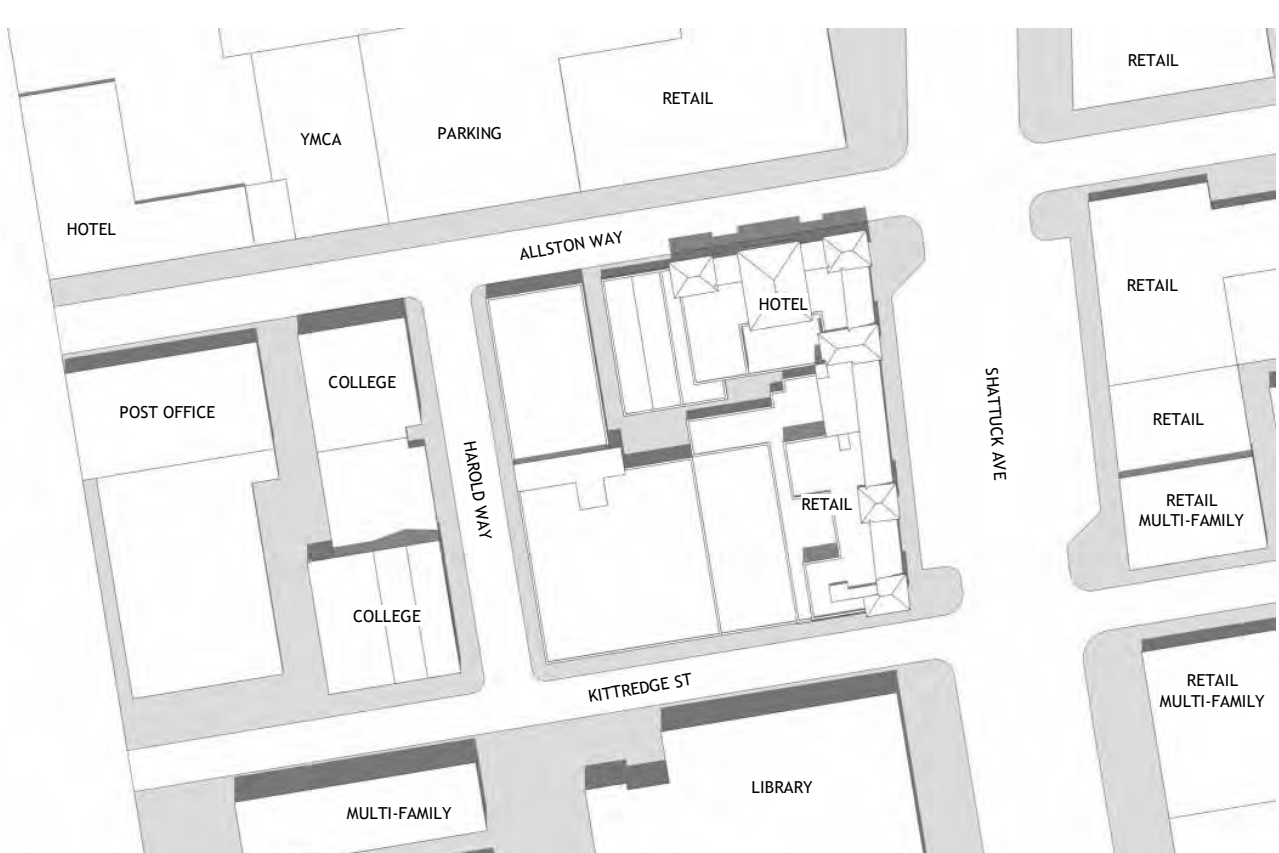 RETAIL
RETAIL
YMCA
PARKING
HOTEL
ALLSTON WAY
HOTEL
RETAIL
COLLEGE
POST OFFICE
SHATTUCK AVE
RETAIL
HAROLD WAY
RETAIL
RETAIL
MULTI-FAMILY
COLLEGE
KITTREDGE ST
RETAIL
MULTI-FAMILY
LIBRARY
MULTI-FAMILY